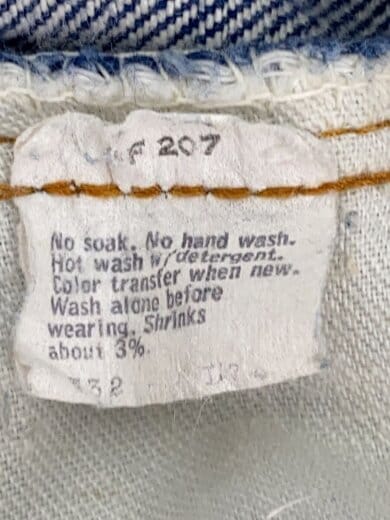 F 207
No soak. No hand wash.
Hot wash w/detergent.
Color transfer when new.
Wash alone before
wearing. Shrinks
about 3%.